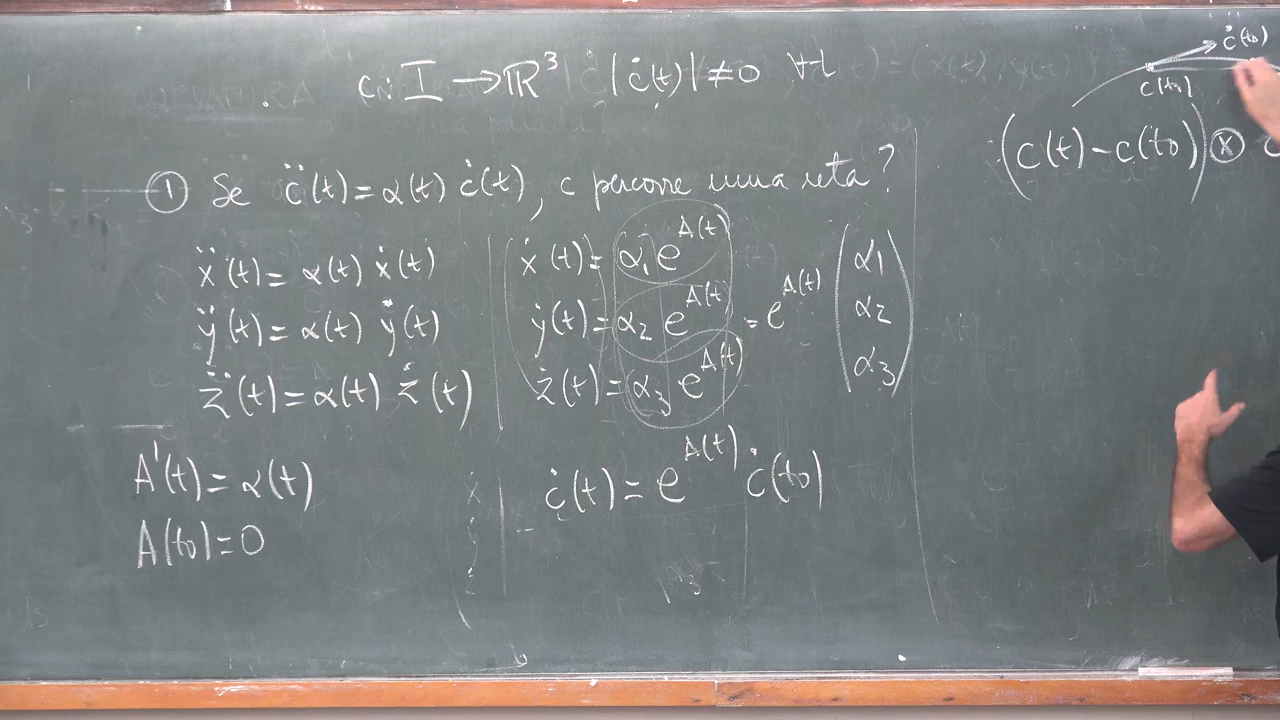 c: I → ℝ³ |ċ(t)| ≠ 0 ∀t
① Se c̈(t) = α(t) ċ(t), c percorre uma reta?
ẍ(t) = α(t) ẋ(t)
ÿ(t) = α(t) ẏ(t)
z̈(t) = α(t) ż(t)
A'(t) = α(t)
A(t₀) = 0
ẋ(t) = α₁ e^{A(t)}
ẏ(t) = α₂ e^{A(t)} = e^{A(t)} (α₁ α₂ α₃)
ż(t) = α₃ e^{A(t)}
ċ(t) = e^{A(t)} ċ(t₀)
ċ(t₀)
c(t₀)
(c(t) − c(t₀)) ⊗